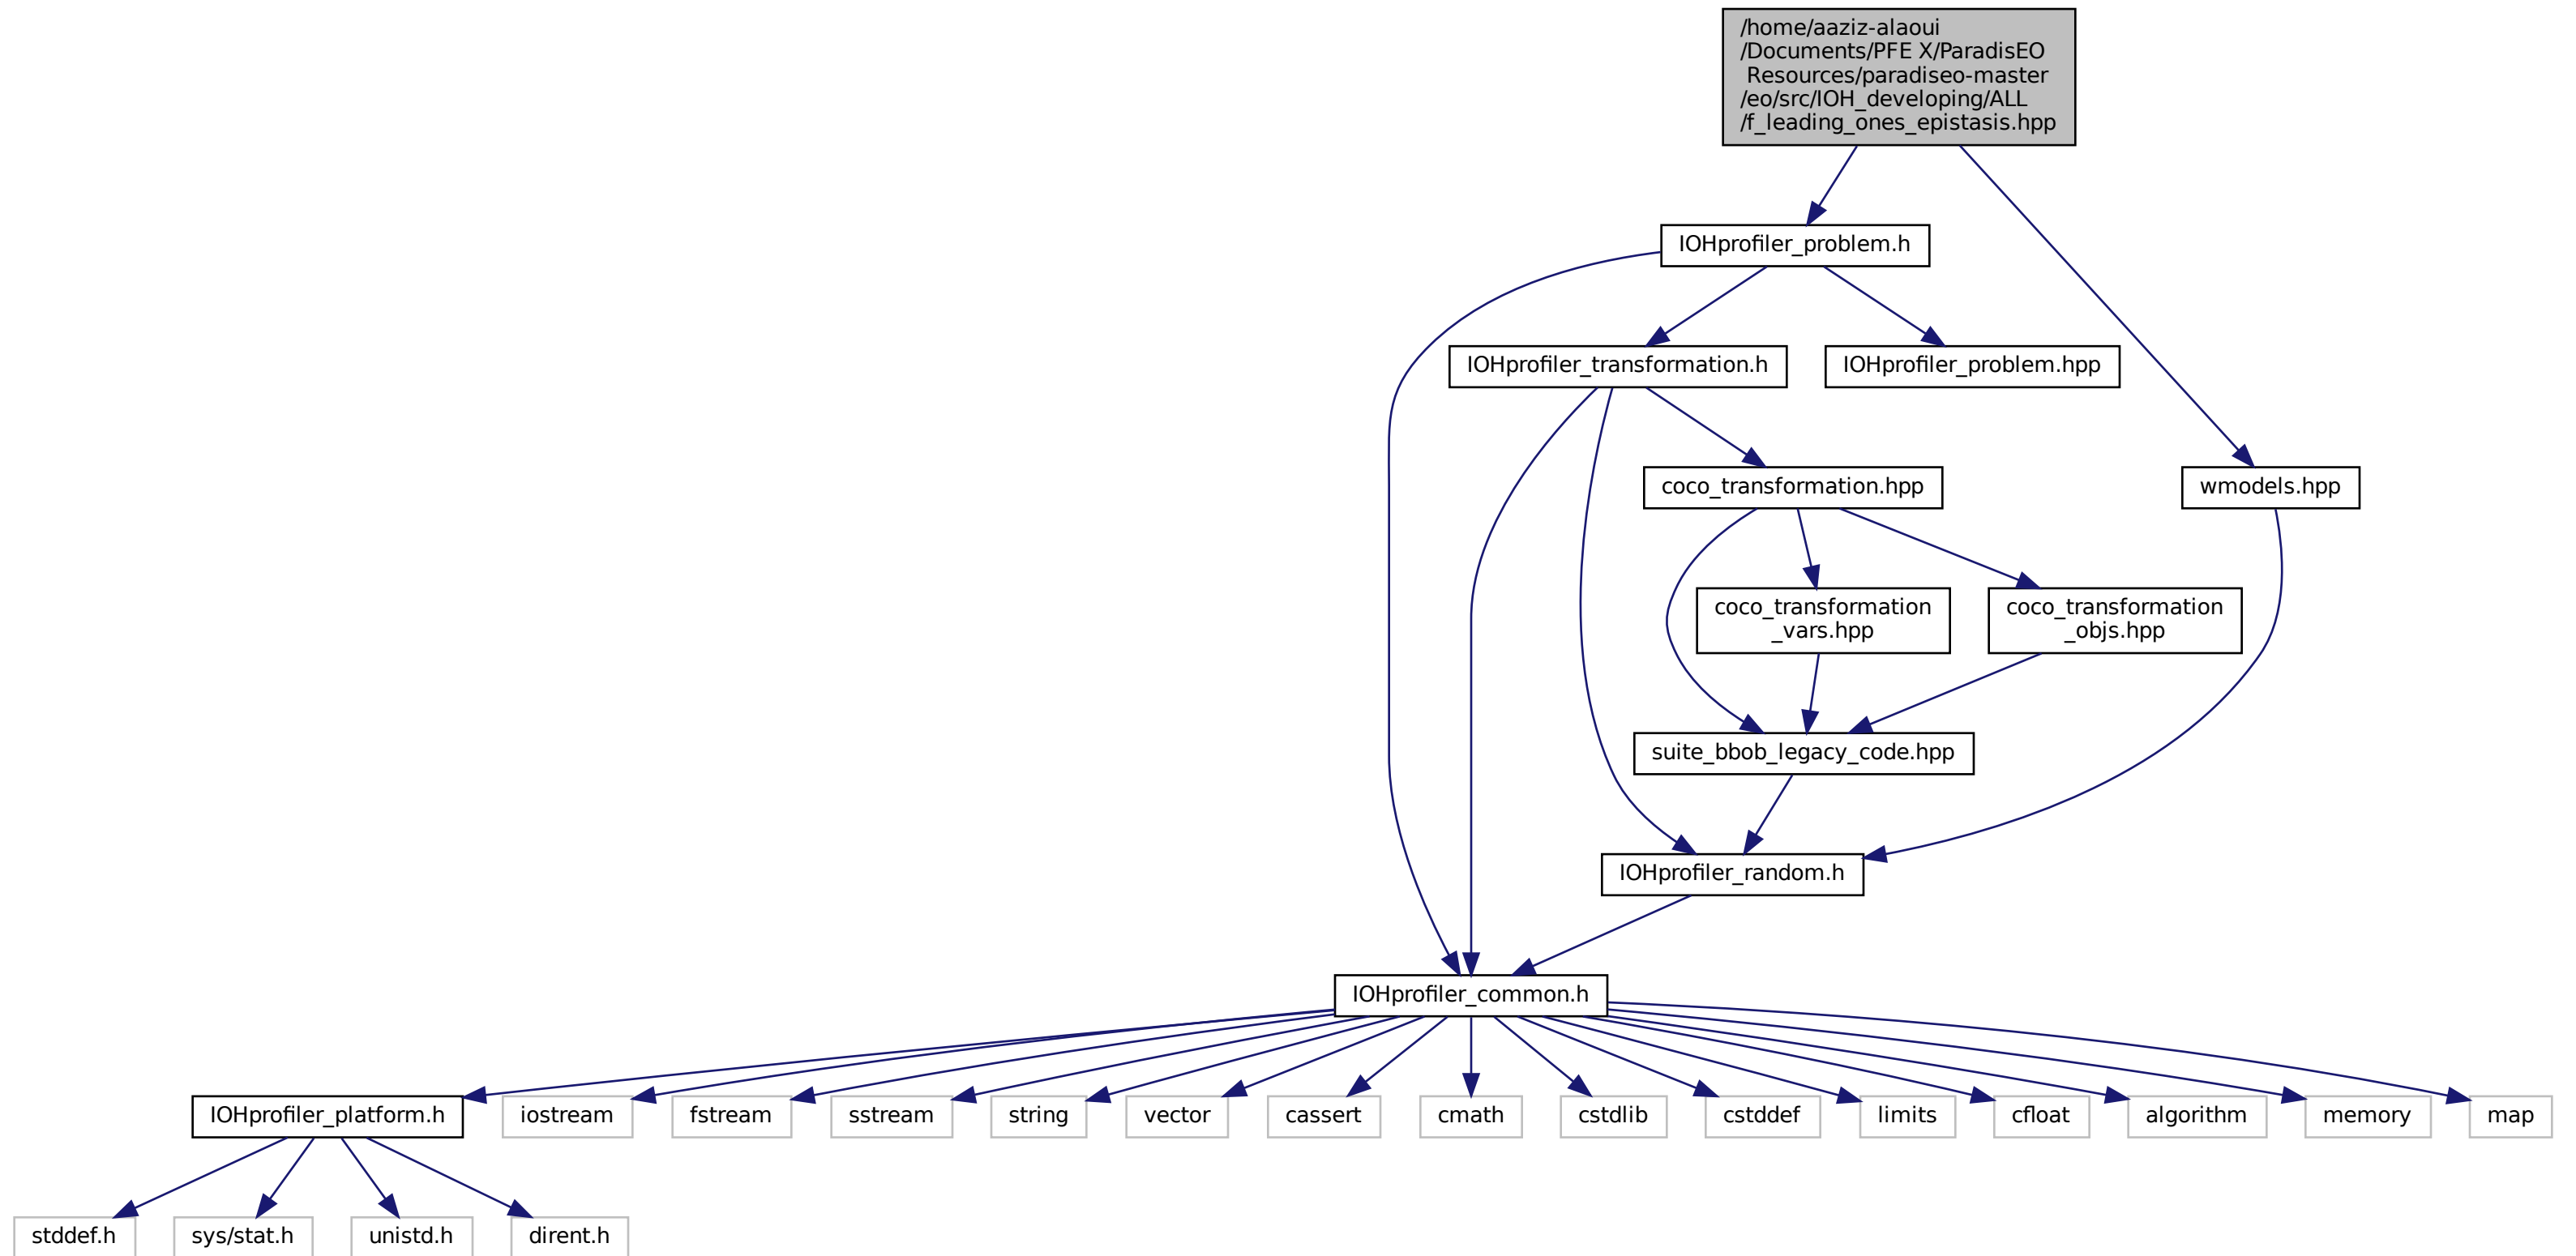 /home/aaziz-alaoui
/Documents/PFE X/ParadisEO
Resources/paradiseo-master
/eo/src/IOH_developing/ALL
/f_leading_ones_epistasis.hpp
IOHprofiler_problem.h
IOHprofiler_transformation.h
IOHprofiler_problem.hpp
coco_transformation.hpp
wmodels.hpp
coco_transformation
_vars.hpp
coco_transformation
_objs.hpp
suite_bbob_legacy_code.hpp
IOHprofiler_random.h
IOHprofiler_common.h
IOHprofiler_platform.h
iostream
fstream
sstream
string
vector
cassert
cmath
cstdlib
cstddef
limits
cfloat
algorithm
memory
map
stddef.h
sys/stat.h
unistd.h
dirent.h